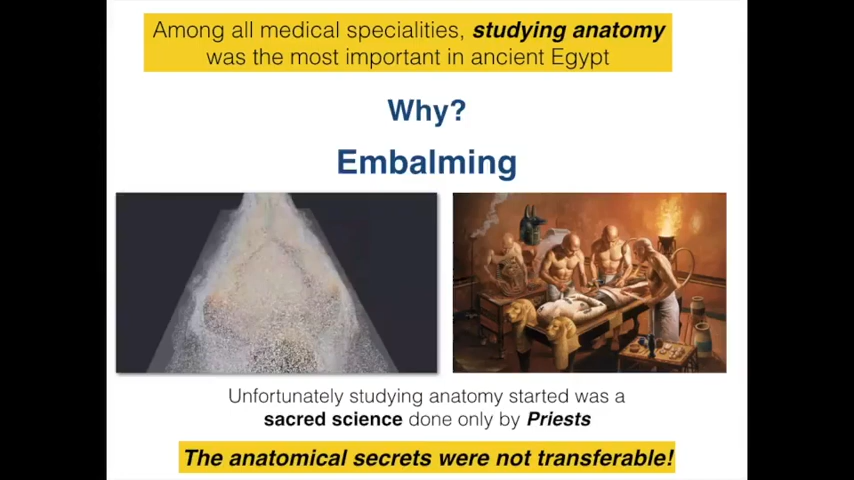 Among all medical specialities, studying anatomy
was the most important in ancient Egypt
Why?
Embalming
Unfortunately studying anatomy started was a
sacred science done only by Priests
The anatomical secrets were not transferable!